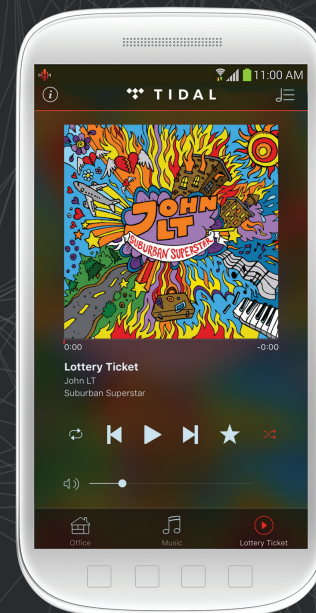 11:00 AM
TIDAL
JOHN
LT
SUBURBAN SUPERSTAR
0:00 -0:00
Lottery Ticket
John LT
Suburban Superstar
Office Music Lottery Ticket